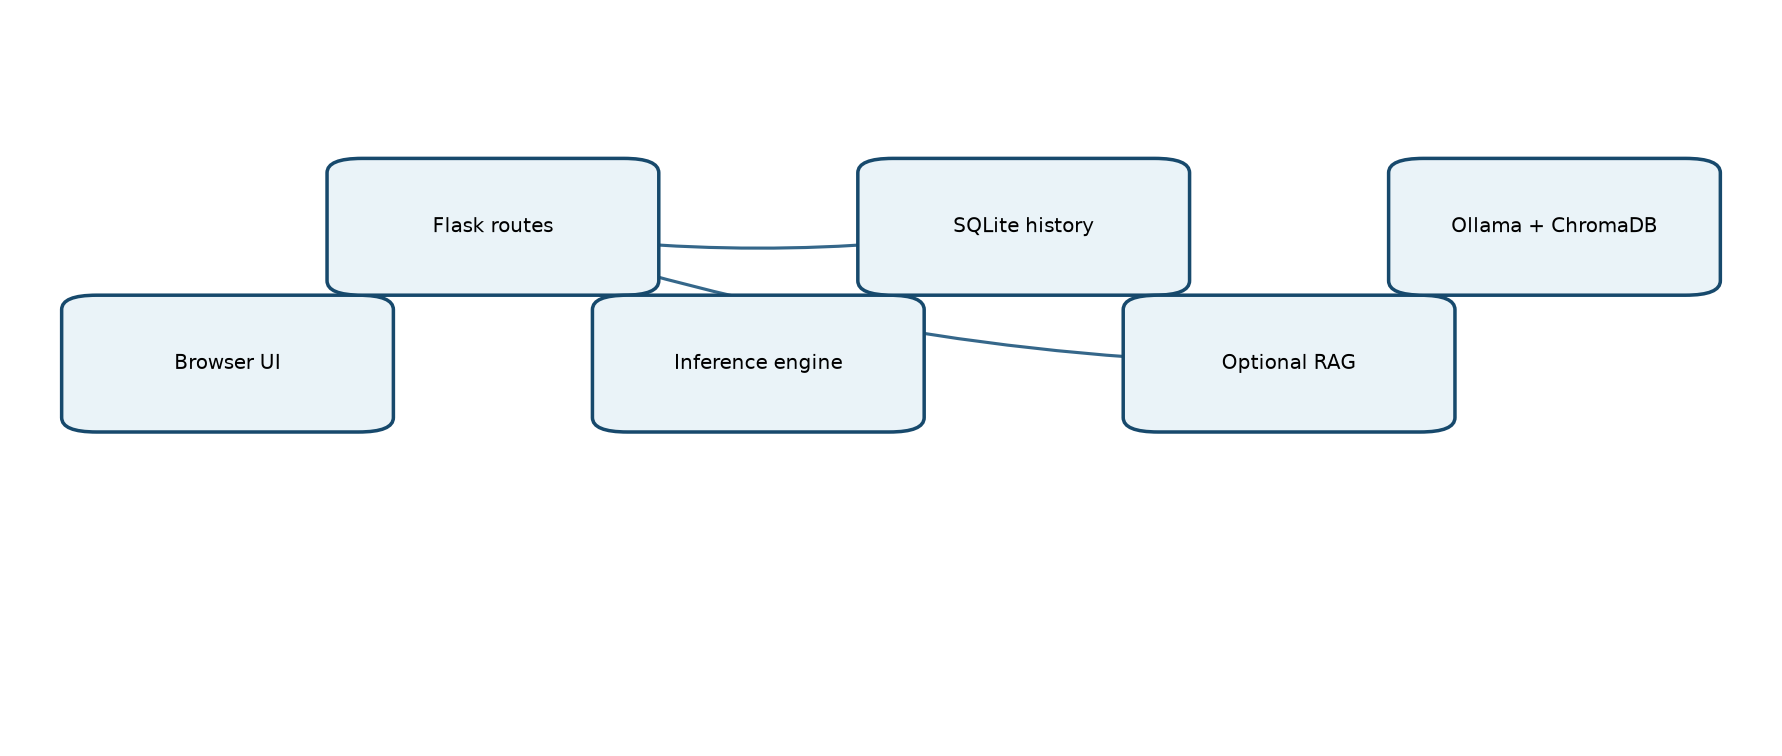 Flask routes
SQLite history
Ollama + ChromaDB
Browser UI
Inference engine
Optional RAG